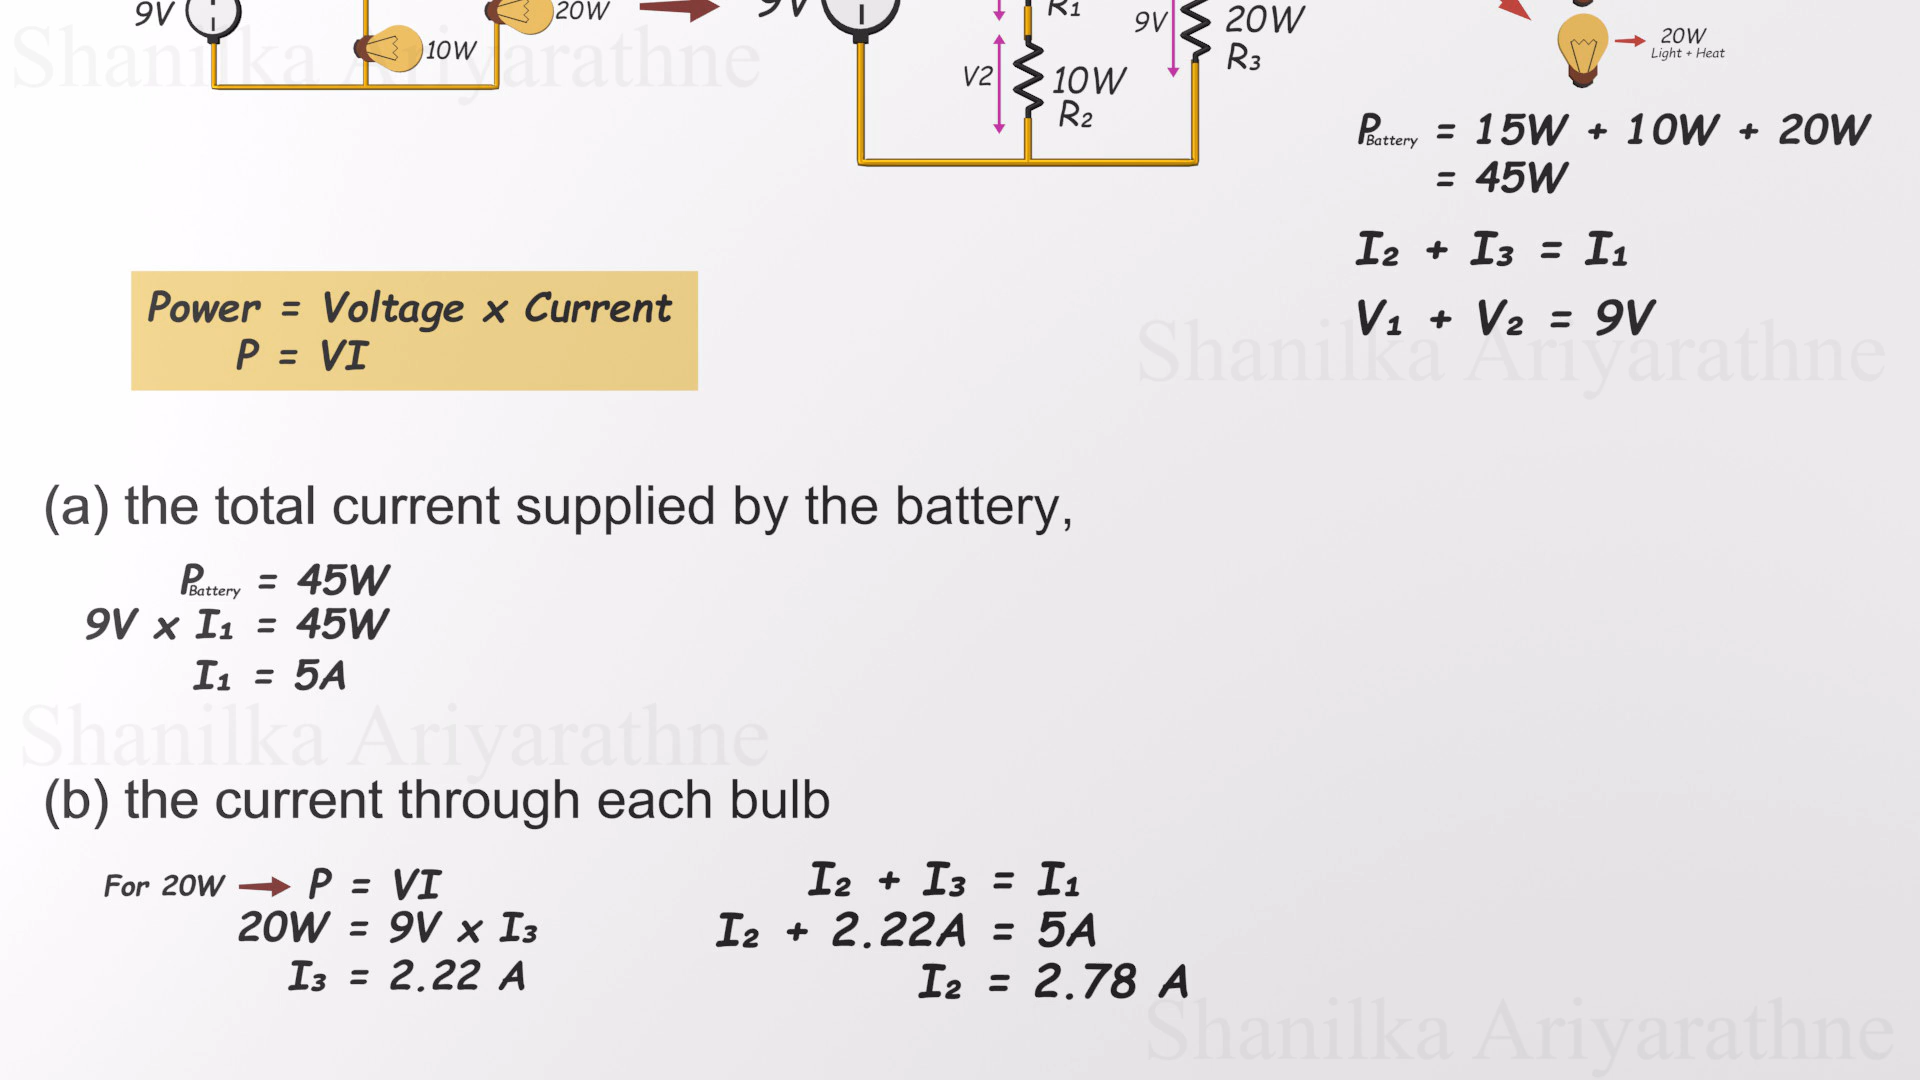 9V
20W
10W
9V
R1
V2
10W
R2
9V
20W
R3
20W
Light + Heat
PBattery = 15W + 10W + 20W
= 45W
I2 + I3 = I1
V1 + V2 = 9V
Power = Voltage x Current
P = VI
(a) the total current supplied by the battery,
PBattery = 45W
9V x I1 = 45W
I1 = 5A
(b) the current through each bulb
For 20W
P = VI
20W = 9V x I3
I3 = 2.22 A
I2 + I3 = I1
I2 + 2.22A = 5A
I2 = 2.78 A
Shanilka Ariyarathne
Shanilka Ariyarathne
Shanilka Ariyarathne
Shanilka Ariyarathne